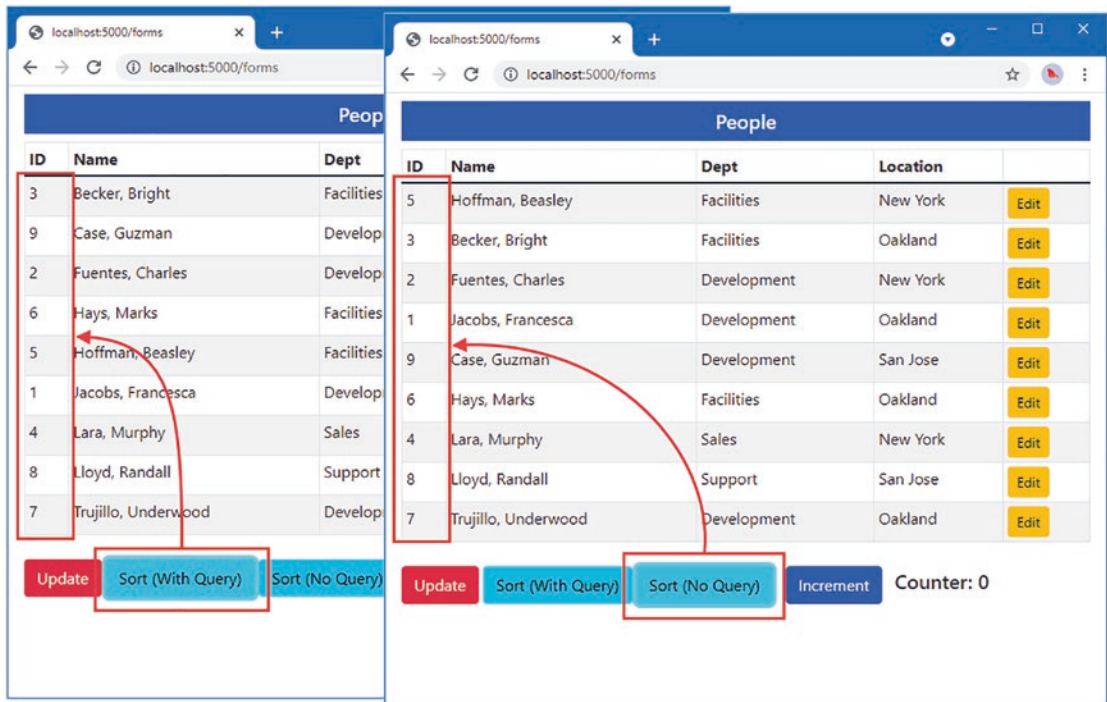 localhost:5000/forms
localhost:5000/forms
Peop
ID Name Dept
3 Becker, Bright Facilities
9 Case, Guzman Develop
2 Fuentes, Charles Develop
6 Hays, Marks Facilities
5 Hoffman, Beasley Facilities
1 Jacobs, Francesca Develop
4 Lara, Murphy Sales
8 Lloyd, Randall Support
7 Trujillo, Underwood Develop
Update Sort (With Query) Sort (No Query)
localhost:5000/forms
localhost:5000/forms
People
ID Name Dept Location
5 Hoffman, Beasley Facilities New York Edit
3 Becker, Bright Facilities Oakland Edit
2 Fuentes, Charles Development New York Edit
1 Jacobs, Francesca Development Oakland Edit
9 Case, Guzman Development San Jose Edit
6 Hays, Marks Facilities Oakland Edit
4 Lara, Murphy Sales New York Edit
8 Lloyd, Randall Support San Jose Edit
7 Trujillo, Underwood Development Oakland Edit
Update Sort (With Query) Sort (No Query) Increment Counter: 0